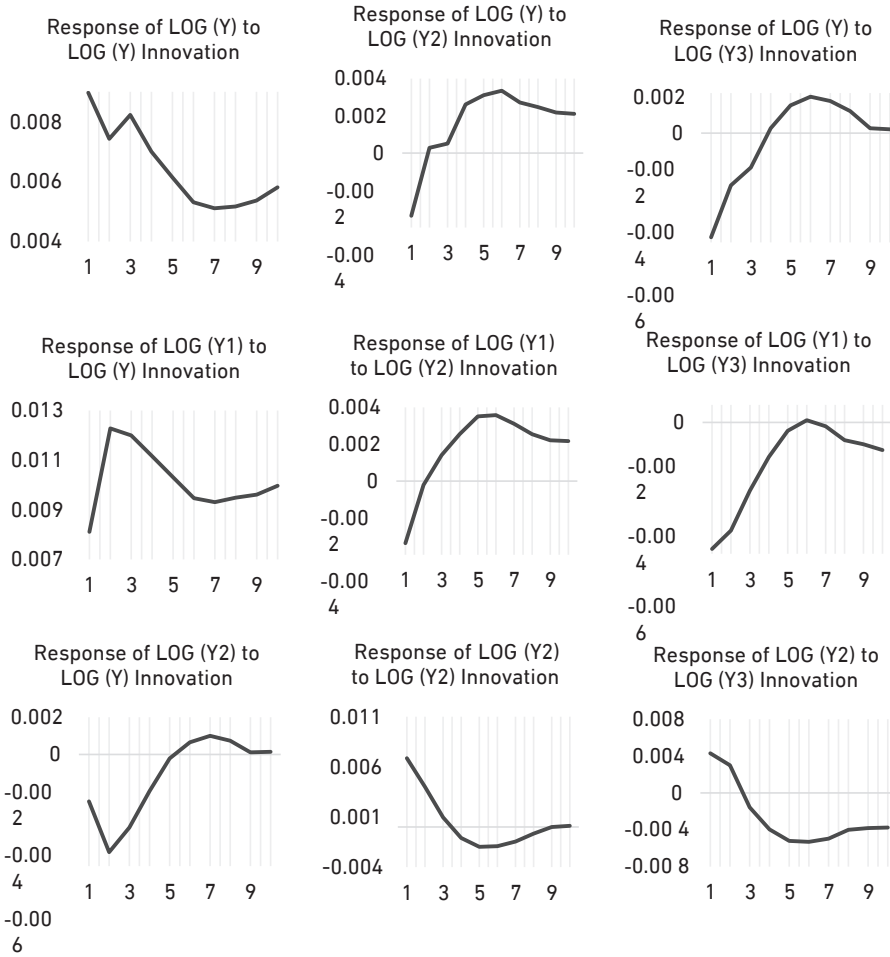 Response of LOG (Y) to
LOG (Y) Innovation
0.008
0.006
0.004
1 3 5 7 9
Response of LOG (Y) to
LOG (Y2) Innovation
0.004
0.002
0
-0.00
2
-0.00
4
1 3 5 7 9
Response of LOG (Y) to
LOG (Y3) Innovation
0.002
0
-0.00
2
-0.00
4
-0.00
6
1 3 5 7 9
Response of LOG (Y1) to
LOG (Y) Innovation
0.013
0.011
0.009
0.007
1 3 5 7 9
Response of LOG (Y1)
to LOG (Y2) Innovation
0.004
0.002
0
-0.00
2
-0.00
4
1 3 5 7 9
Response of LOG (Y1) to
LOG (Y3) Innovation
0
-0.00
2
-0.00
4
-0.00
6
1 3 5 7 9
Response of LOG (Y2) to
LOG (Y) Innovation
0.002
0
-0.00
2
-0.00
4
-0.00
6
1 3 5 7 9
Response of LOG (Y2)
to LOG (Y2) Innovation
0.011
0.006
0.001
-0.004
1 3 5 7 9
Response of LOG (Y2) to
LOG (Y3) Innovation
0.008
0.004
0
-0.00 4
-0.00 8
1 3 5 7 9